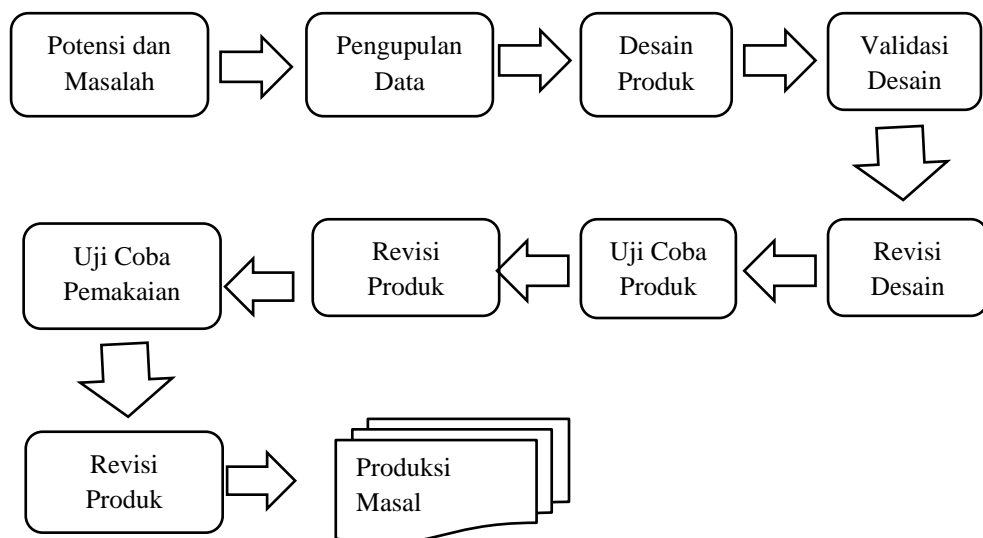 Potensi dan
Masalah
Pengupulan
Data
Desain
Produk
Validasi
Desain
Revisi
Desain
Uji Coba
Produk
Revisi
Produk
Uji Coba
Pemakaian
Revisi
Produk
Produksi
Masal